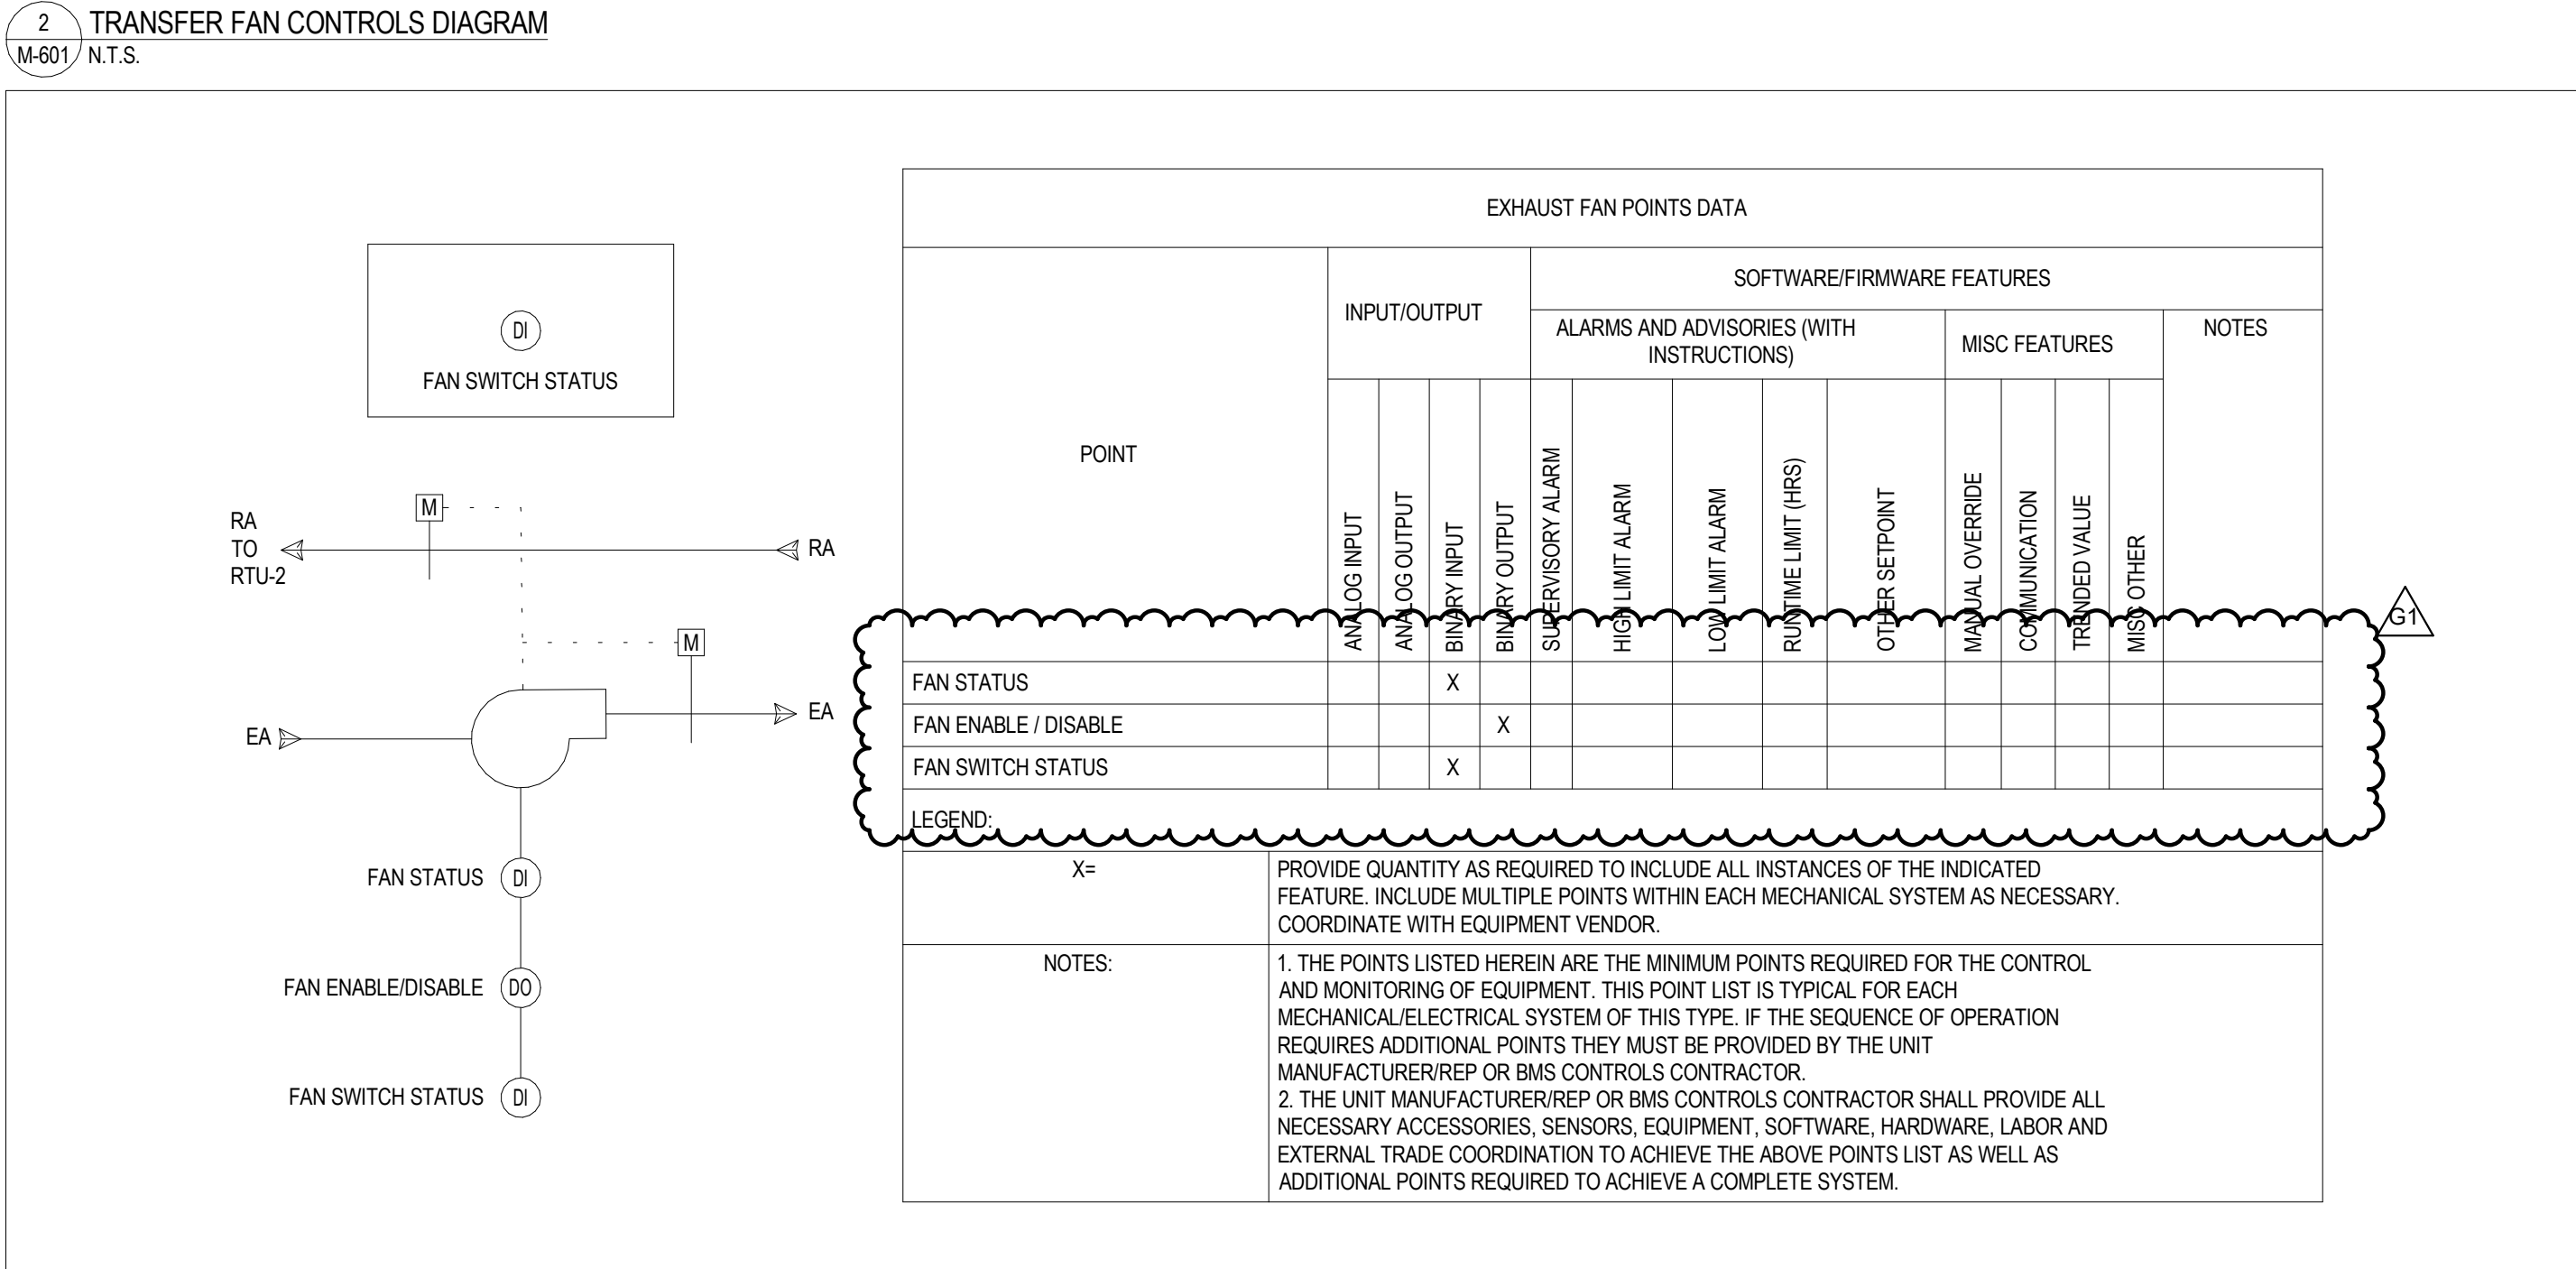 2
M-601
TRANSFER FAN CONTROLS DIAGRAM
N.T.S.
DI
FAN SWITCH STATUS
M
RA
TO
RTU-2
RA
M
EA
EA
FAN STATUS DI
FAN ENABLE/DISABLE DO
FAN SWITCH STATUS DI
EXHAUST FAN POINTS DATA
POINT
INPUT/OUTPUT
SOFTWARE/FIRMWARE FEATURES
ALARMS AND ADVISORIES (WITH
INSTRUCTIONS)
MISC FEATURES
NOTES
ANALOG INPUT
ANALOG OUTPUT
BINARY INPUT
BINARY OUTPUT
SUPERVISORY ALARM
HIGH LIMIT ALARM
LOW LIMIT ALARM
RUNTIME LIMIT (HRS)
OTHER SETPOINT
MANUAL OVERRIDE
COMMUNICATION
TRENDED VALUE
MISC OTHER
G1
FAN STATUS X
FAN ENABLE / DISABLE X
FAN SWITCH STATUS X
LEGEND:
X= PROVIDE QUANTITY AS REQUIRED TO INCLUDE ALL INSTANCES OF THE INDICATED
FEATURE. INCLUDE MULTIPLE POINTS WITHIN EACH MECHANICAL SYSTEM AS NECESSARY.
COORDINATE WITH EQUIPMENT VENDOR.
NOTES: 1. THE POINTS LISTED HEREIN ARE THE MINIMUM POINTS REQUIRED FOR THE CONTROL
AND MONITORING OF EQUIPMENT. THIS POINT LIST IS TYPICAL FOR EACH
MECHANICAL/ELECTRICAL SYSTEM OF THIS TYPE. IF THE SEQUENCE OF OPERATION
REQUIRES ADDITIONAL POINTS THEY MUST BE PROVIDED BY THE UNIT
MANUFACTURER/REP OR BMS CONTROLS CONTRACTOR.
2. THE UNIT MANUFACTURER/REP OR BMS CONTROLS CONTRACTOR SHALL PROVIDE ALL
NECESSARY ACCESSORIES, SENSORS, EQUIPMENT, SOFTWARE, HARDWARE, LABOR AND
EXTERNAL TRADE COORDINATION TO ACHIEVE THE ABOVE POINTS LIST AS WELL AS
ADDITIONAL POINTS REQUIRED TO ACHIEVE A COMPLETE SYSTEM.